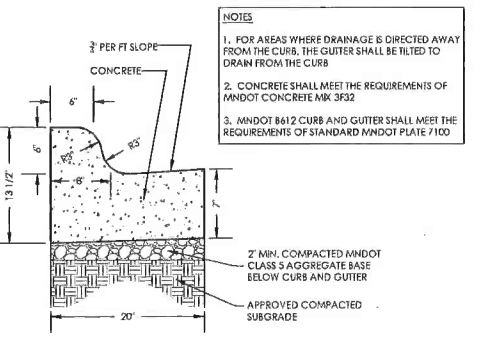 NOTES
1. FOR AREAS WHERE DRAINAGE IS DIRECTED AWAY
FROM THE CURB, THE GUTTER SHALL BE TILTED TO
DRAIN FROM THE CURB
2. CONCRETE SHALL MEET THE REQUIREMENTS OF
MNDOT CONCRETE MIX 3F32
3. MNDOT B612 CURB AND GUTTER SHALL MEET THE
REQUIREMENTS OF STANDARD MNDOT PLATE 7100
¾" PER FT SLOPE
CONCRETE
6"
6"
R3"
R3"
8"
13 1/2"
7"
2" MIN. COMPACTED MNDOT
CLASS 5 AGGREGATE BASE
BELOW CURB AND GUTTER
APPROVED COMPACTED
SUBGRADE
20"